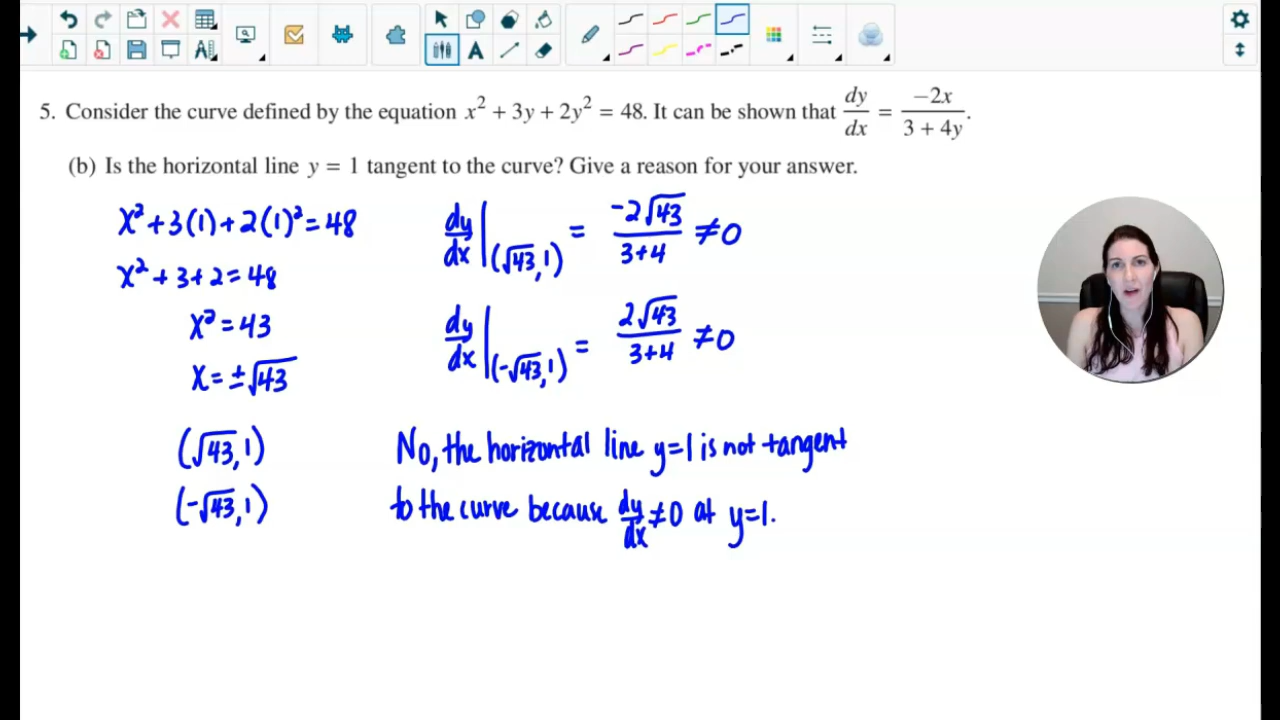 5. Consider the curve defined by the equation x² + 3y + 2y² = 48. It can be shown that dy/dx = −2x/(3 + 4y).
(b) Is the horizontal line y = 1 tangent to the curve? Give a reason for your answer.
x² + 3(1) + 2(1)² = 48
x² + 3 + 2 = 48
x² = 43
x = ±√43
(√43, 1)
(-√43, 1)
dy/dx |(√43, 1) = -2√43/(3+4) ≠ 0
dy/dx |(-√43, 1) = 2√43/(3+4) ≠ 0
No, the horizontal line y=1 is not tangent
to the curve because dy/dx ≠ 0 at y=1.